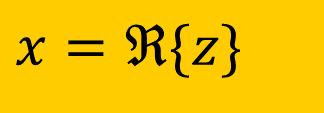 𝑥 = ℜ{𝑧}